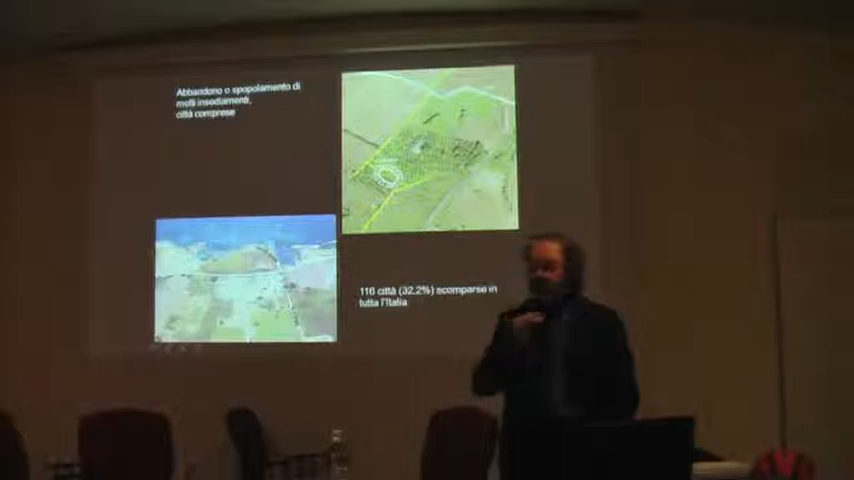 Abbandono o spopolamento di
molti insediamenti,
città comprese
116 città (32.2%) scomparse in
tutta l'Italia